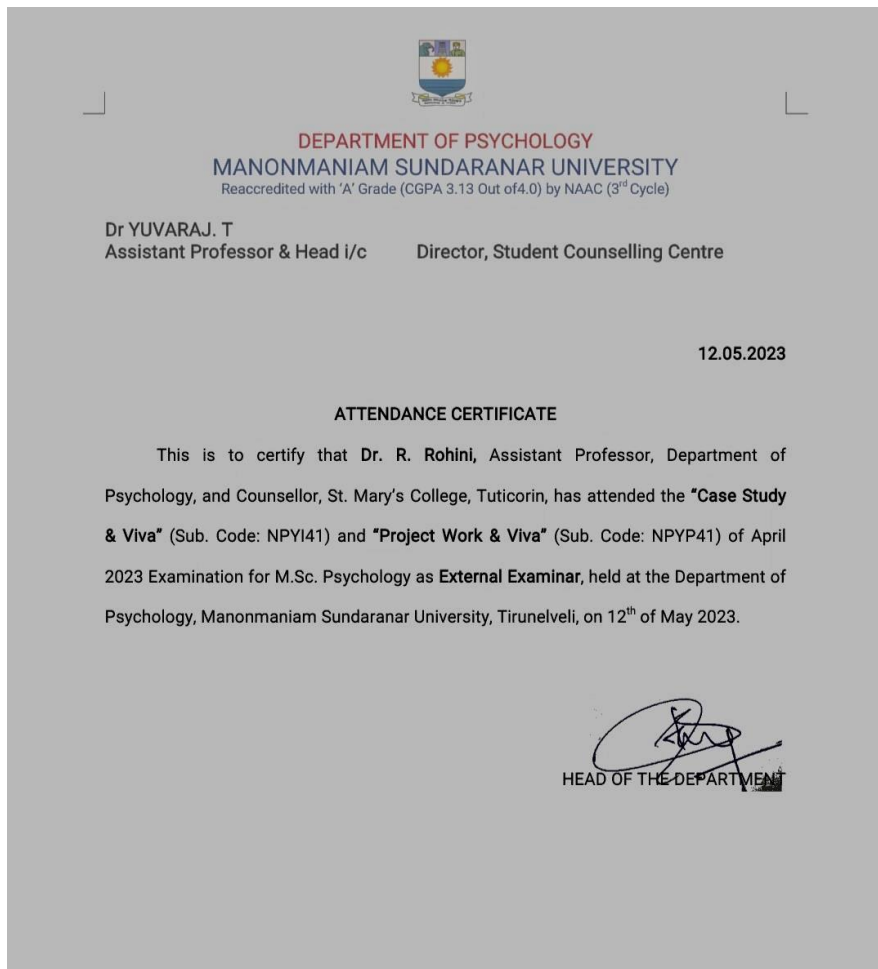 DEPARTMENT OF PSYCHOLOGY
MANONMANIAM SUNDARANAR UNIVERSITY
Reaccredited with ‘A’ Grade (CGPA 3.13 Out of4.0) by NAAC (3rd Cycle)
Dr YUVARAJ. T
Assistant Professor & Head i/c Director, Student Counselling Centre
12.05.2023
ATTENDANCE CERTIFICATE
This is to certify that Dr. R. Rohini, Assistant Professor, Department of
Psychology, and Counsellor, St. Mary’s College, Tuticorin, has attended the “Case Study
& Viva” (Sub. Code: NPYI41) and “Project Work & Viva” (Sub. Code: NPYP41) of April
2023 Examination for M.Sc. Psychology as External Examinar, held at the Department of
Psychology, Manonmaniam Sundaranar University, Tirunelveli, on 12th of May 2023.
HEAD OF THE DEPARTMENT